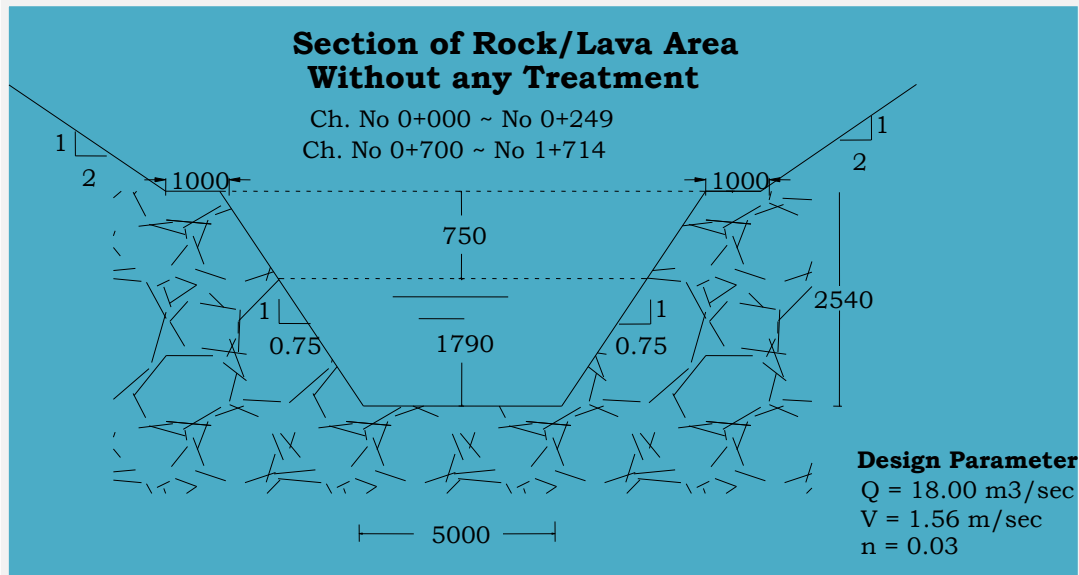 Section of Rock/Lava Area
Without any Treatment
Ch. No 0+000 ~ No 0+249
Ch. No 0+700 ~ No 1+714
1
2
1
2
1000
1000
750
2540
1
0.75
1790
1
0.75
5000
Design Parameter
Q = 18.00 m3/sec
V = 1.56 m/sec
n = 0.03